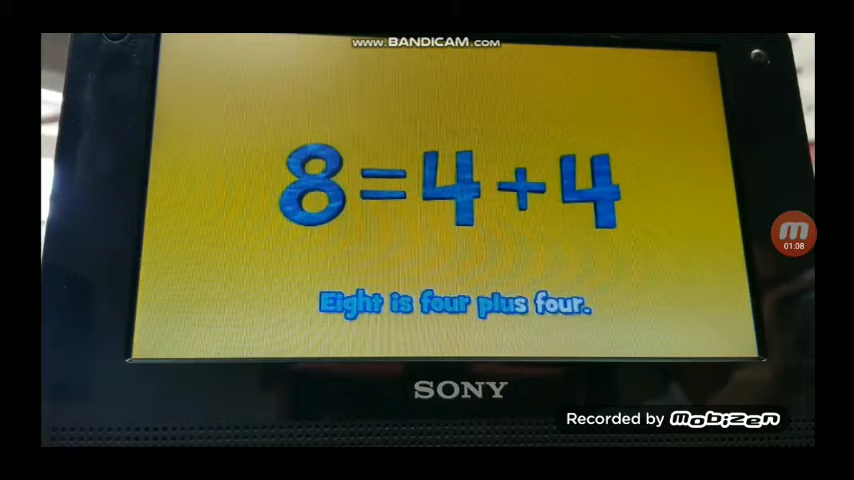 www.BANDICAM.COM
8=4+4
Eight is four plus four.
01:08
SONY
Recorded by mobizen